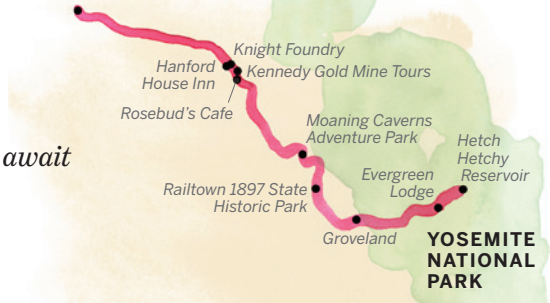 Knight Foundry
Hanford
House Inn
Kennedy Gold Mine Tours
Rosebud's Cafe
await
Moaning Caverns
Adventure Park
Hetch
Hetchy
Reservoir
Evergreen
Lodge
Railtown 1897 State
Historic Park
Groveland
YOSEMITE
NATIONAL
PARK